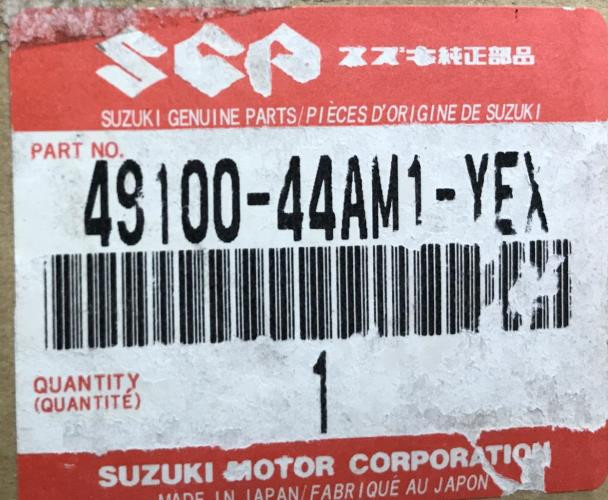 SGP スズキ純正部品
SUZUKI GENUINE PARTS/PIÈCES D'ORIGINE DE SUZUKI
PART NO.
49100-44AM1-YEX
1
QUANTITY
(QUANTITÉ)
SUZUKI MOTOR CORPORATION
MADE IN JAPAN/FABRIQUÉ AU JAPON